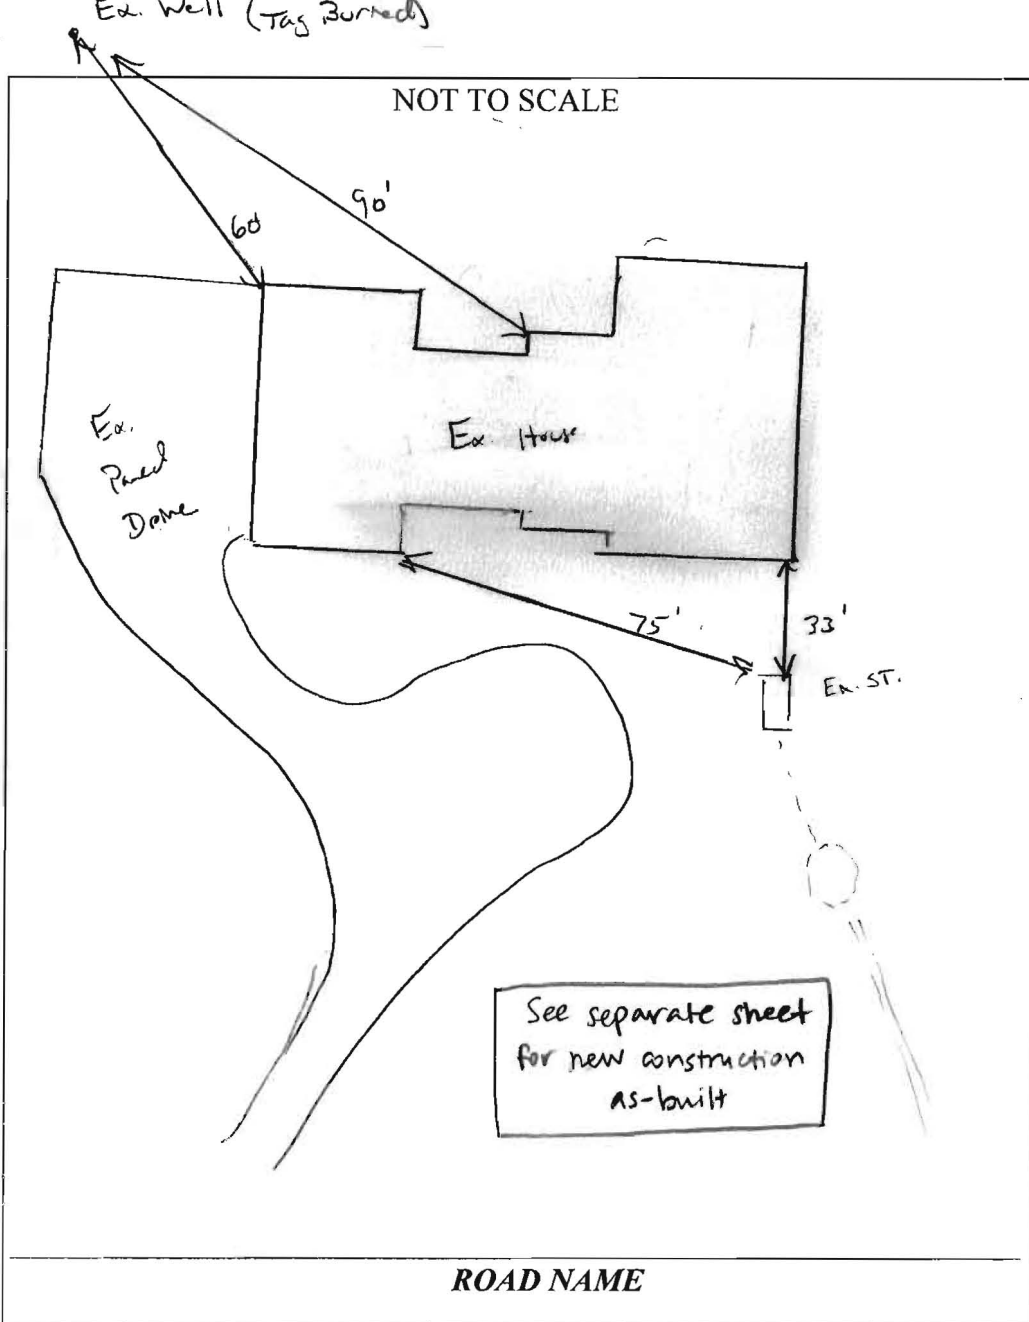 Ex. Well (Tag Buried)
NOT TO SCALE
90'
60'
Ex.
Paved
Drive
Ex. House
75'
33'
Ex. ST.
See separate sheet
for new construction
as-built
ROAD NAME